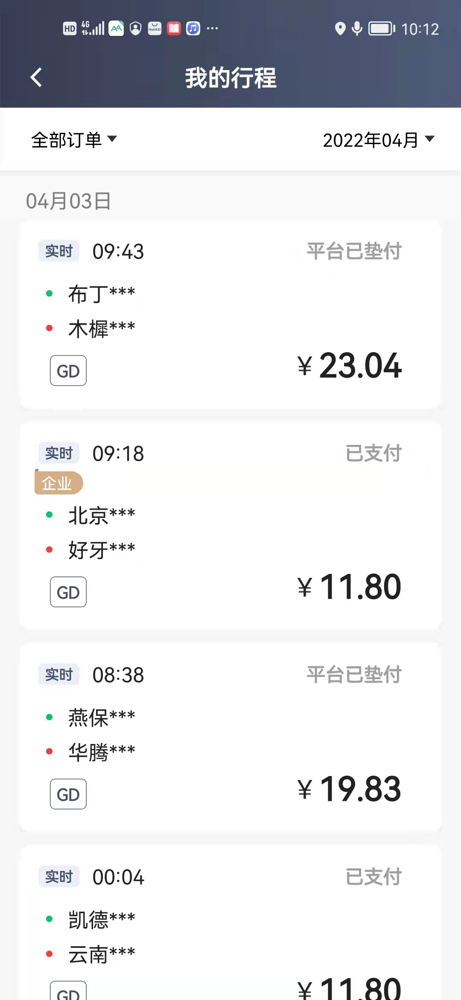 HD 4G AA HUAWEI 10:12
我的行程
全部订单 2022年04月
04月03日
实时 09:43 平台已垫付
布丁***
木樨***
GD ¥23.04
实时 09:18 已支付
企业
北京***
好牙***
GD ¥11.80
实时 08:38 平台已垫付
燕保***
华腾***
GD ¥19.83
实时 00:04 已支付
凯德***
云南***
GD ¥11.80